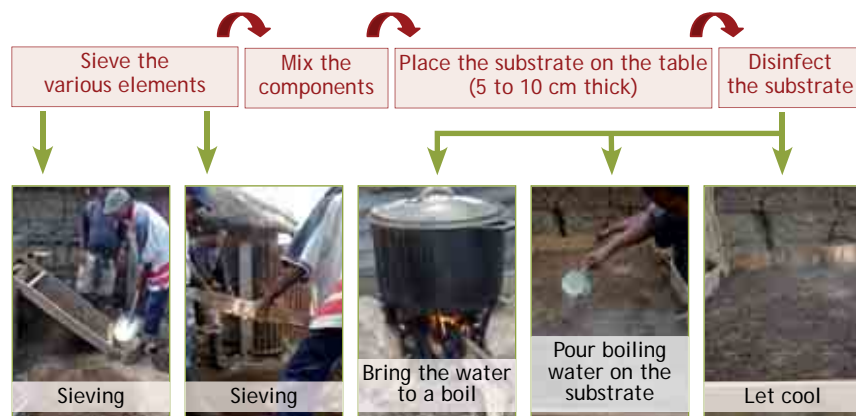 Sieve the
various elements
Mix the
components
Place the substrate on the table
(5 to 10 cm thick)
Disinfect
the substrate
Sieving
Sieving
Bring the water
to a boil
Pour boiling
water on the
substrate
Let cool